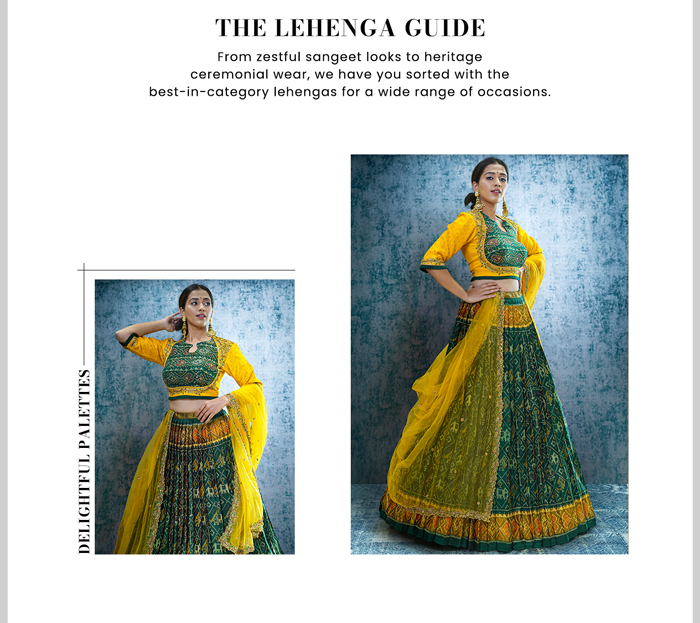 THE LEHENGA GUIDE
From zestful sangeet looks to heritage
ceremonial wear, we have you sorted with the
best-in-category lehengas for a wide range of occasions.
DELIGHTFUL PALETTES